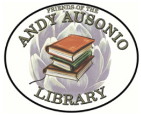 FRIENDS OF THE
ANDY AUSONIO
LIBRARY